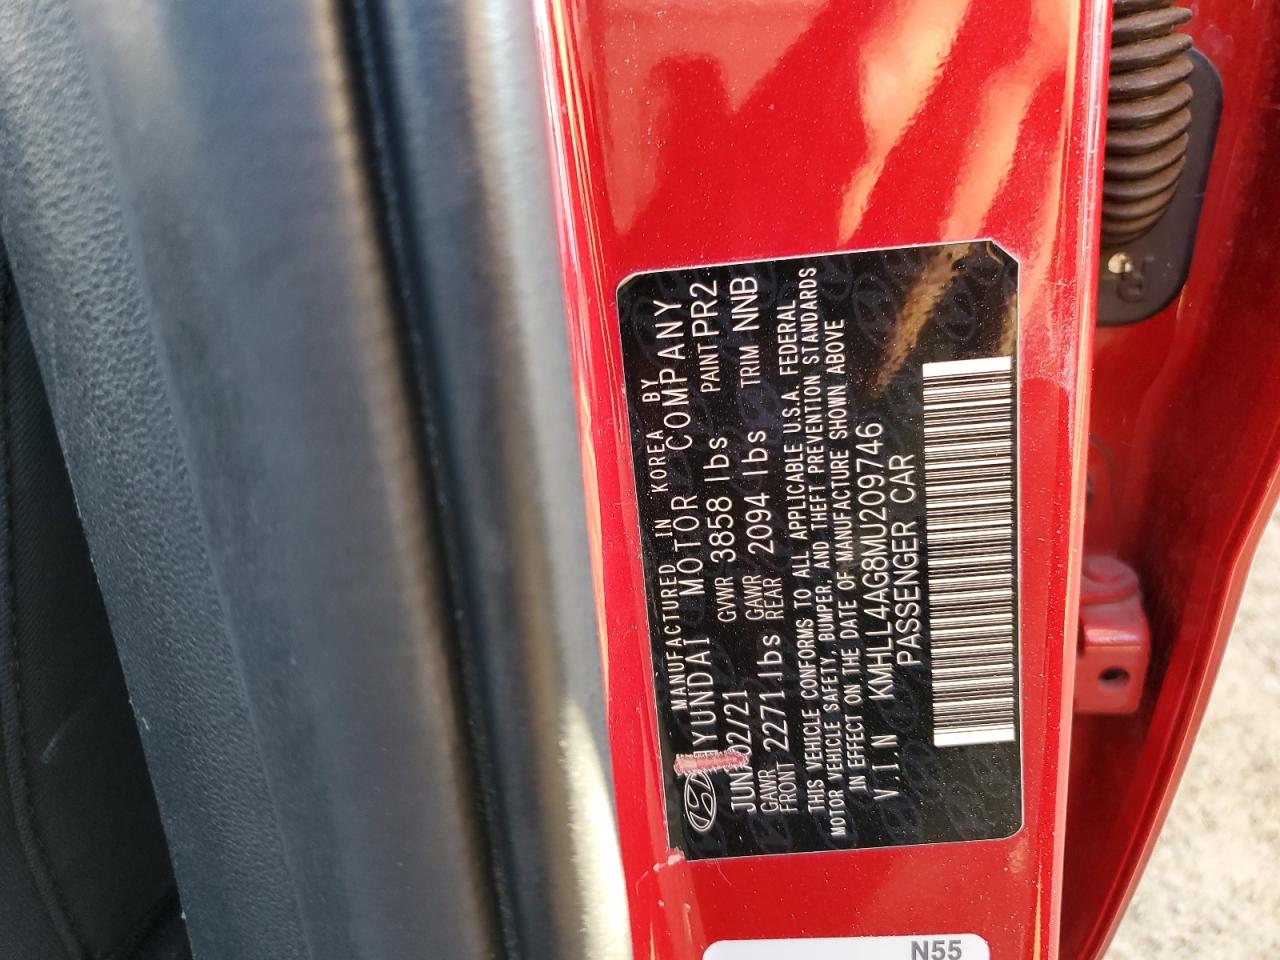 MANUFACTURED IN KOREA BY
HYUNDAI MOTOR COMPANY
JUN/02/21 GVWR 3858 lbs PAINT PR2
GAWR FRONT 2271 lbs GAWR REAR 2094 lbs TRIM NNB
THIS VEHICLE CONFORMS TO ALL APPLICABLE U.S.A. FEDERAL
MOTOR VEHICLE SAFETY, BUMPER, AND THEFT PREVENTION STANDARDS
IN EFFECT ON THE DATE OF MANUFACTURE SHOWN ABOVE
V.I.N KMHLL4AG8MU209746
PASSENGER CAR
N55